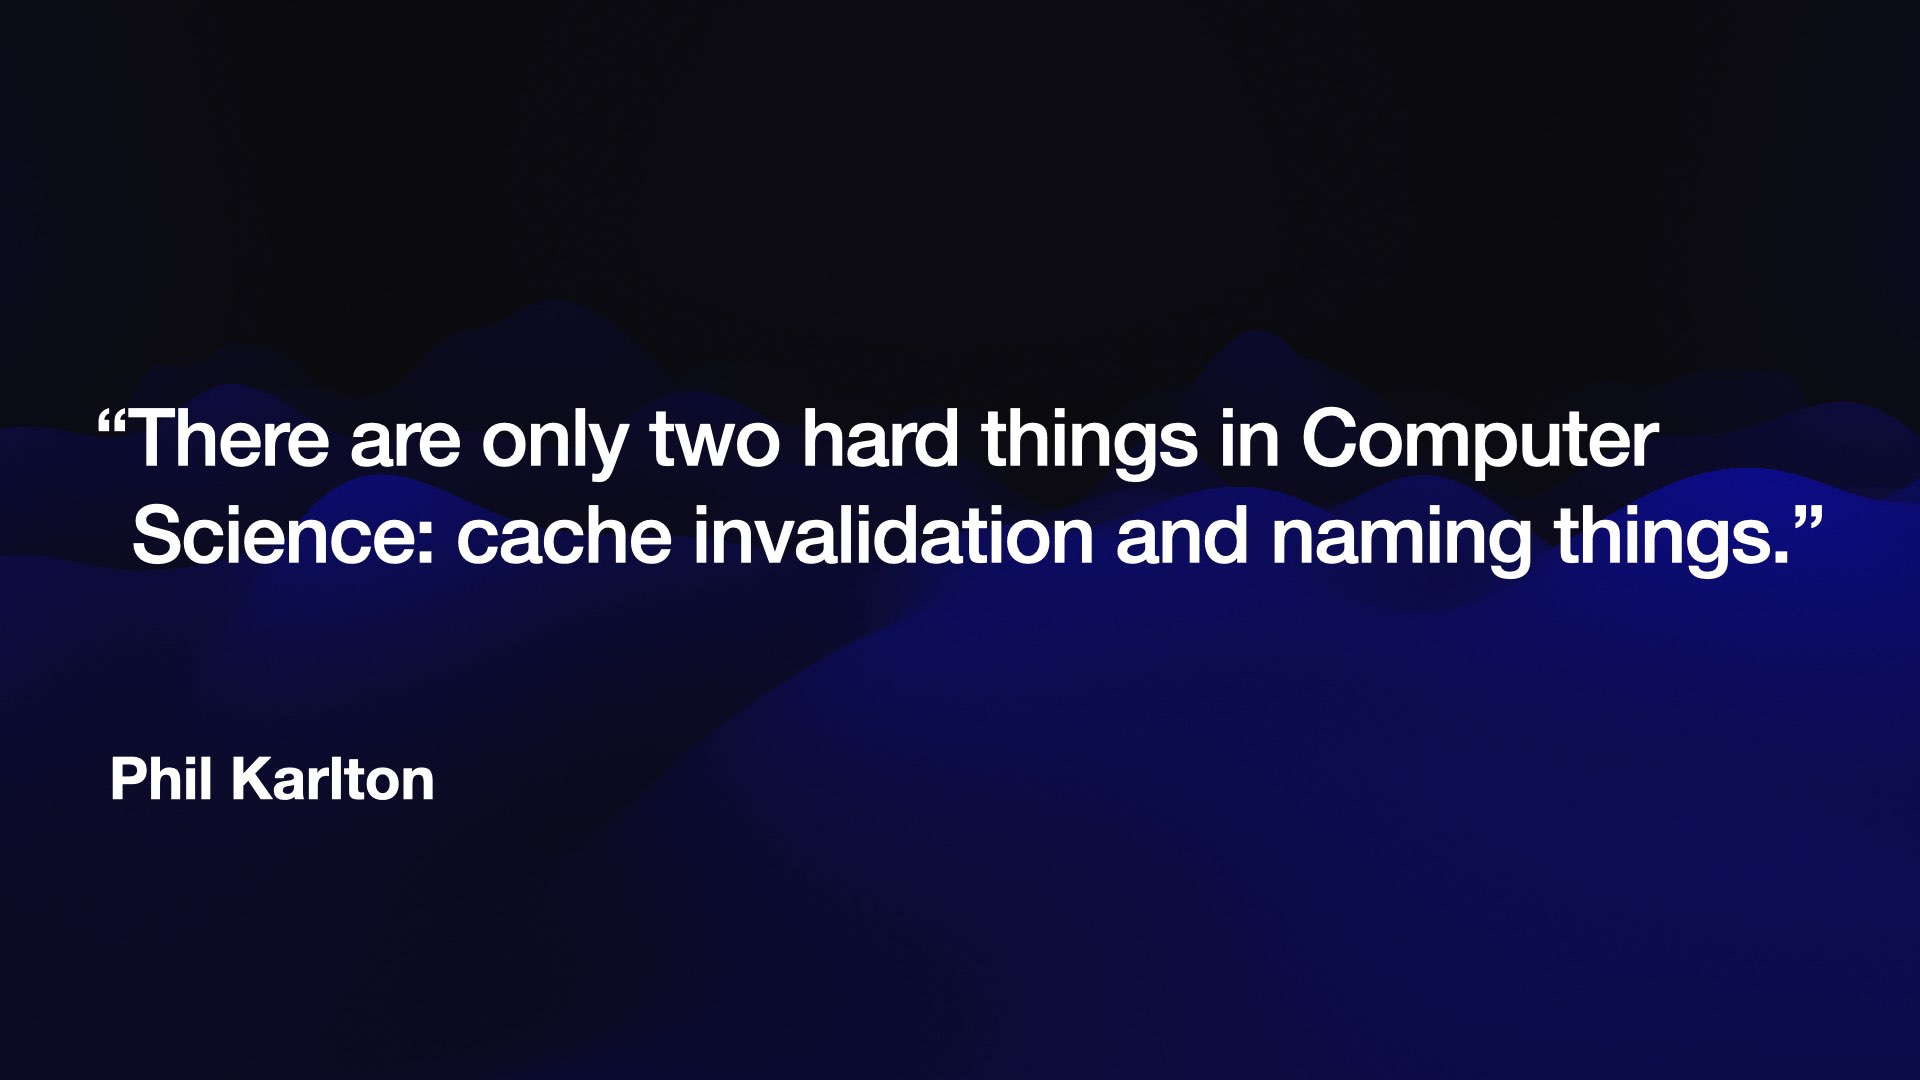 “There are only two hard things in Computer
Science: cache invalidation and naming things.”
Phil Karlton